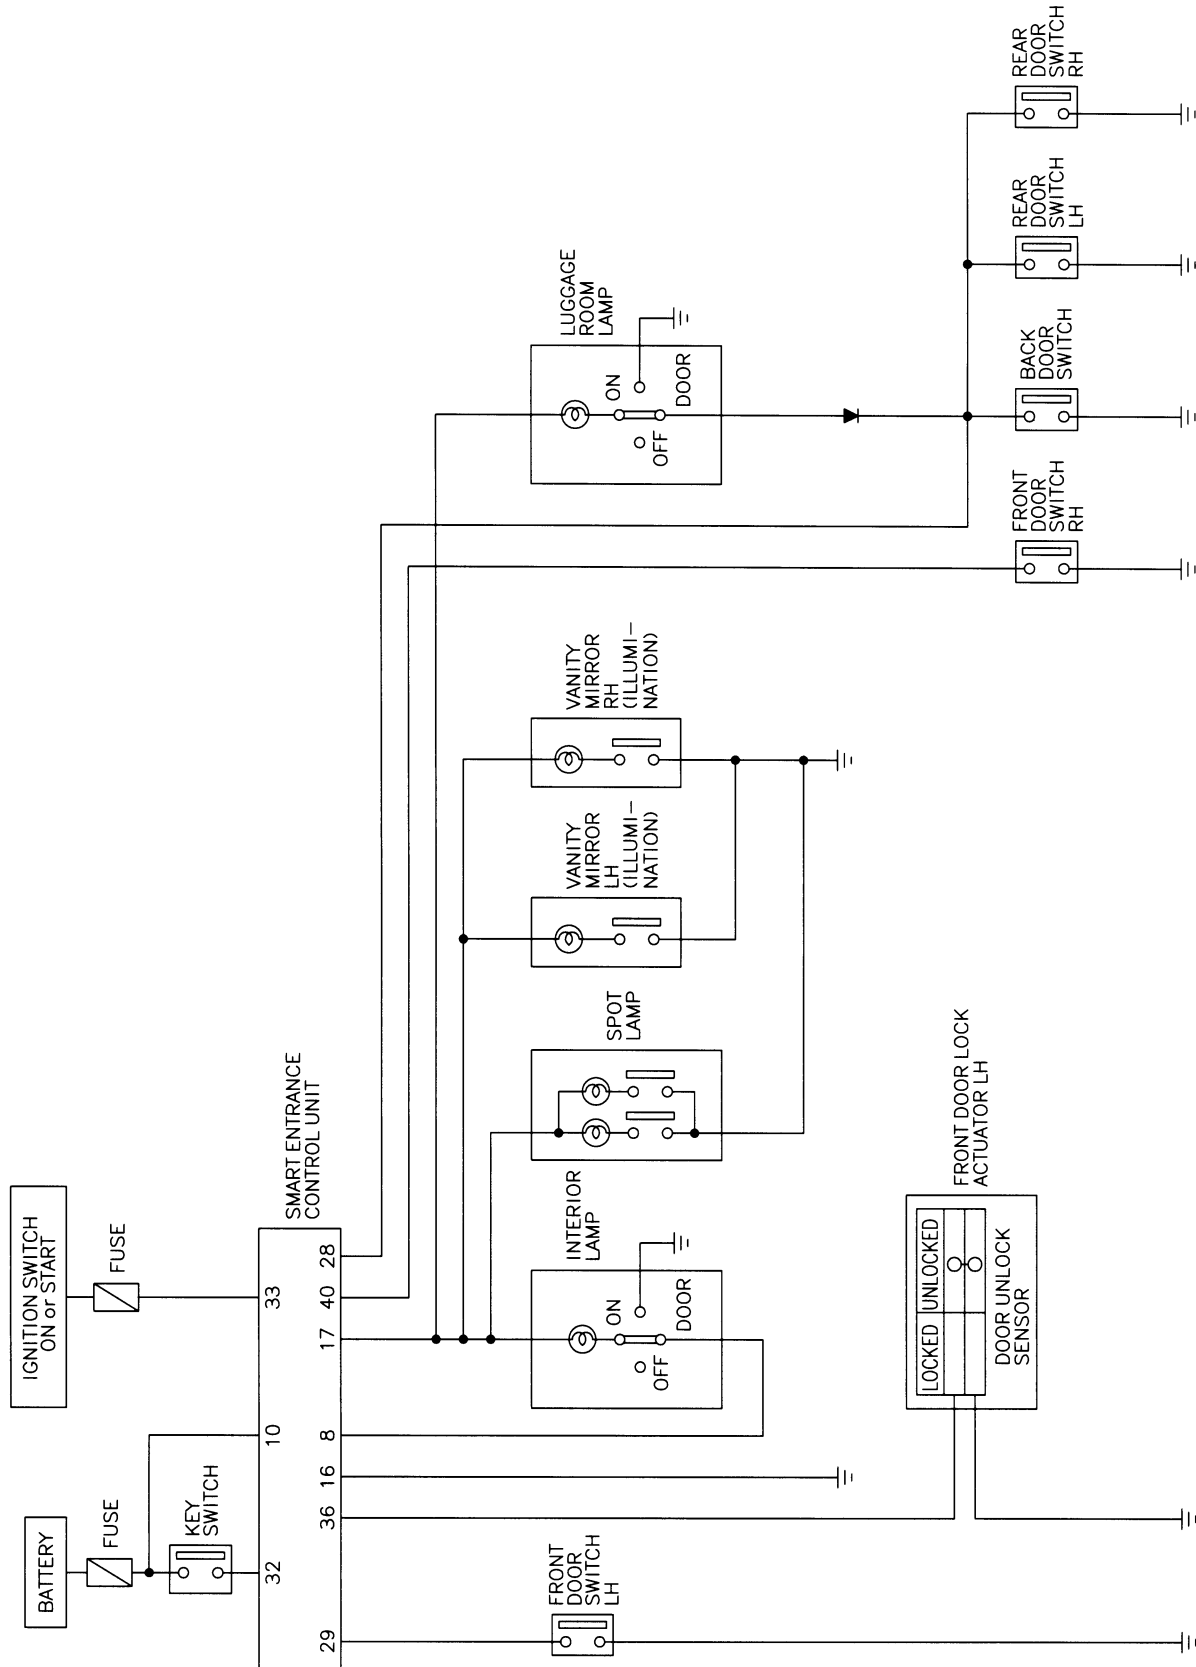 BATTERY
FUSE
KEY
SWITCH
IGNITION SWITCH
ON or START
FUSE
32
10
33
SMART ENTRANCE
CONTROL UNIT
29
36
16
8
17
40
28
FRONT
DOOR
SWITCH
LH
INTERIOR
LAMP
ON
OFF
DOOR
SPOT
LAMP
VANITY
MIRROR
LH
(ILLUMI-
NATION)
VANITY
MIRROR
RH
(ILLUMI-
NATION)
LUGGAGE
ROOM
LAMP
ON
OFF
DOOR
FRONT DOOR LOCK
ACTUATOR LH
LOCKED UNLOCKED
DOOR UNLOCK
SENSOR
FRONT
DOOR
SWITCH
RH
BACK
DOOR
SWITCH
REAR
DOOR
SWITCH
LH
REAR
DOOR
SWITCH
RH